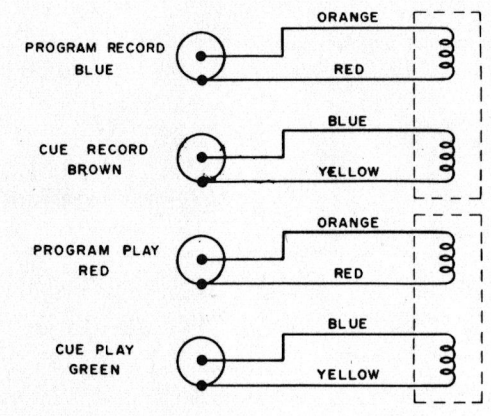 ORANGE
PROGRAM RECORD
BLUE
RED
BLUE
CUE RECORD
BROWN
YELLOW
ORANGE
PROGRAM PLAY
RED
RED
BLUE
CUE PLAY
GREEN
YELLOW